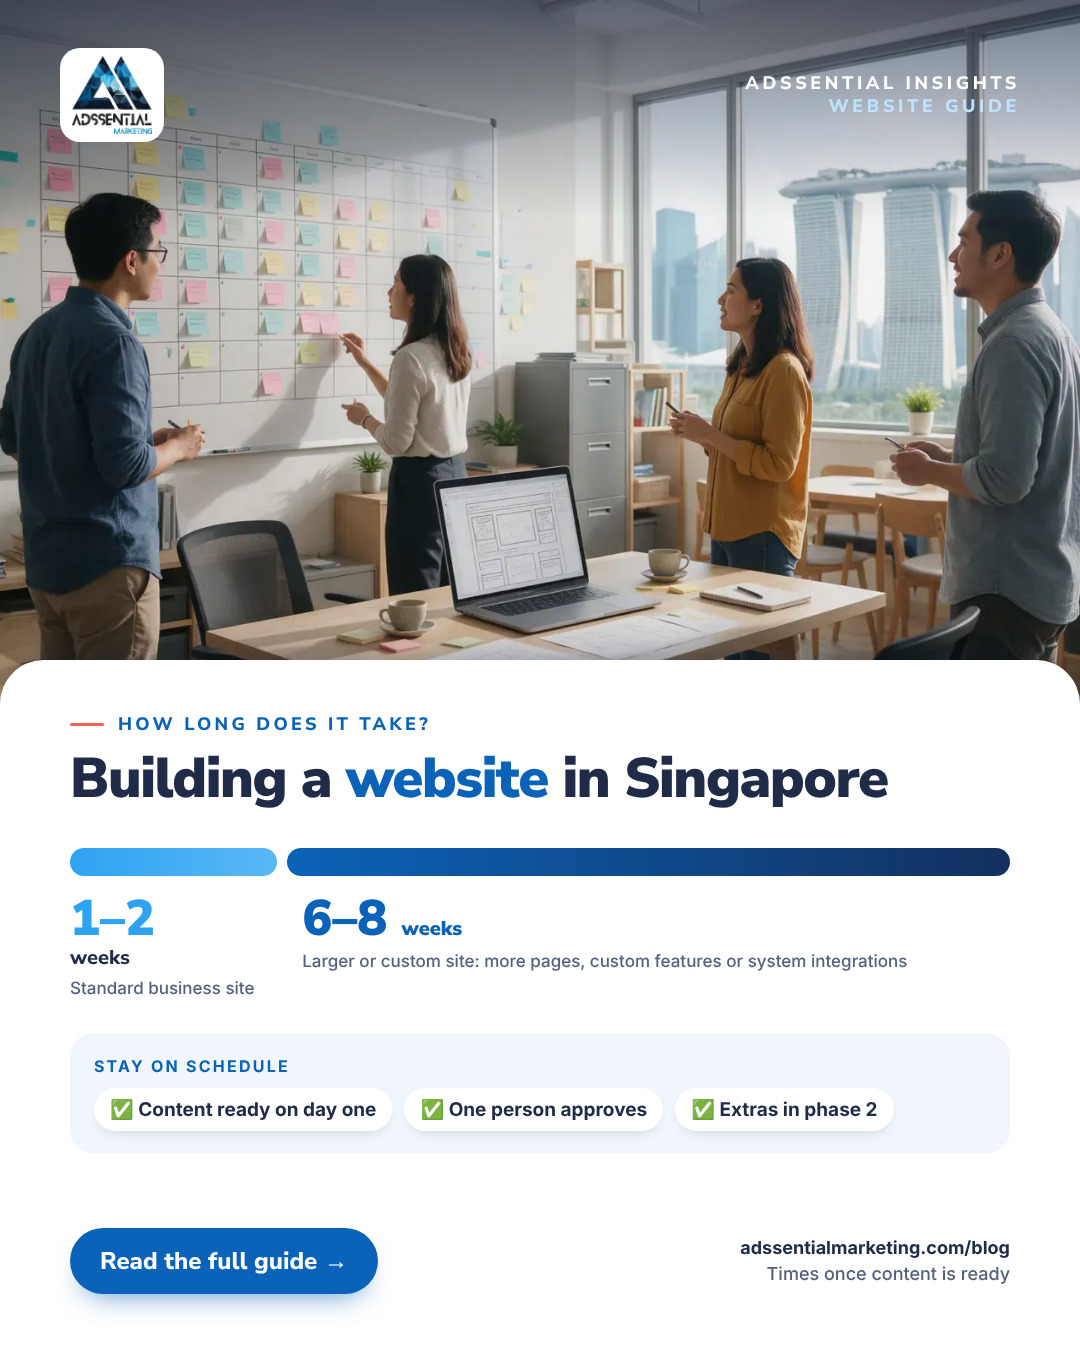 ADSSENTIAL
MARKETING
ADSSENTIAL INSIGHTS
WEBSITE GUIDE
HOW LONG DOES IT TAKE?
Building a website in Singapore
1–2
weeks
Standard business site
6–8 weeks
Larger or custom site: more pages, custom features or system integrations
STAY ON SCHEDULE
✅ Content ready on day one
✅ One person approves
✅ Extras in phase 2
Read the full guide →
adssentialmarketing.com/blog
Times once content is ready